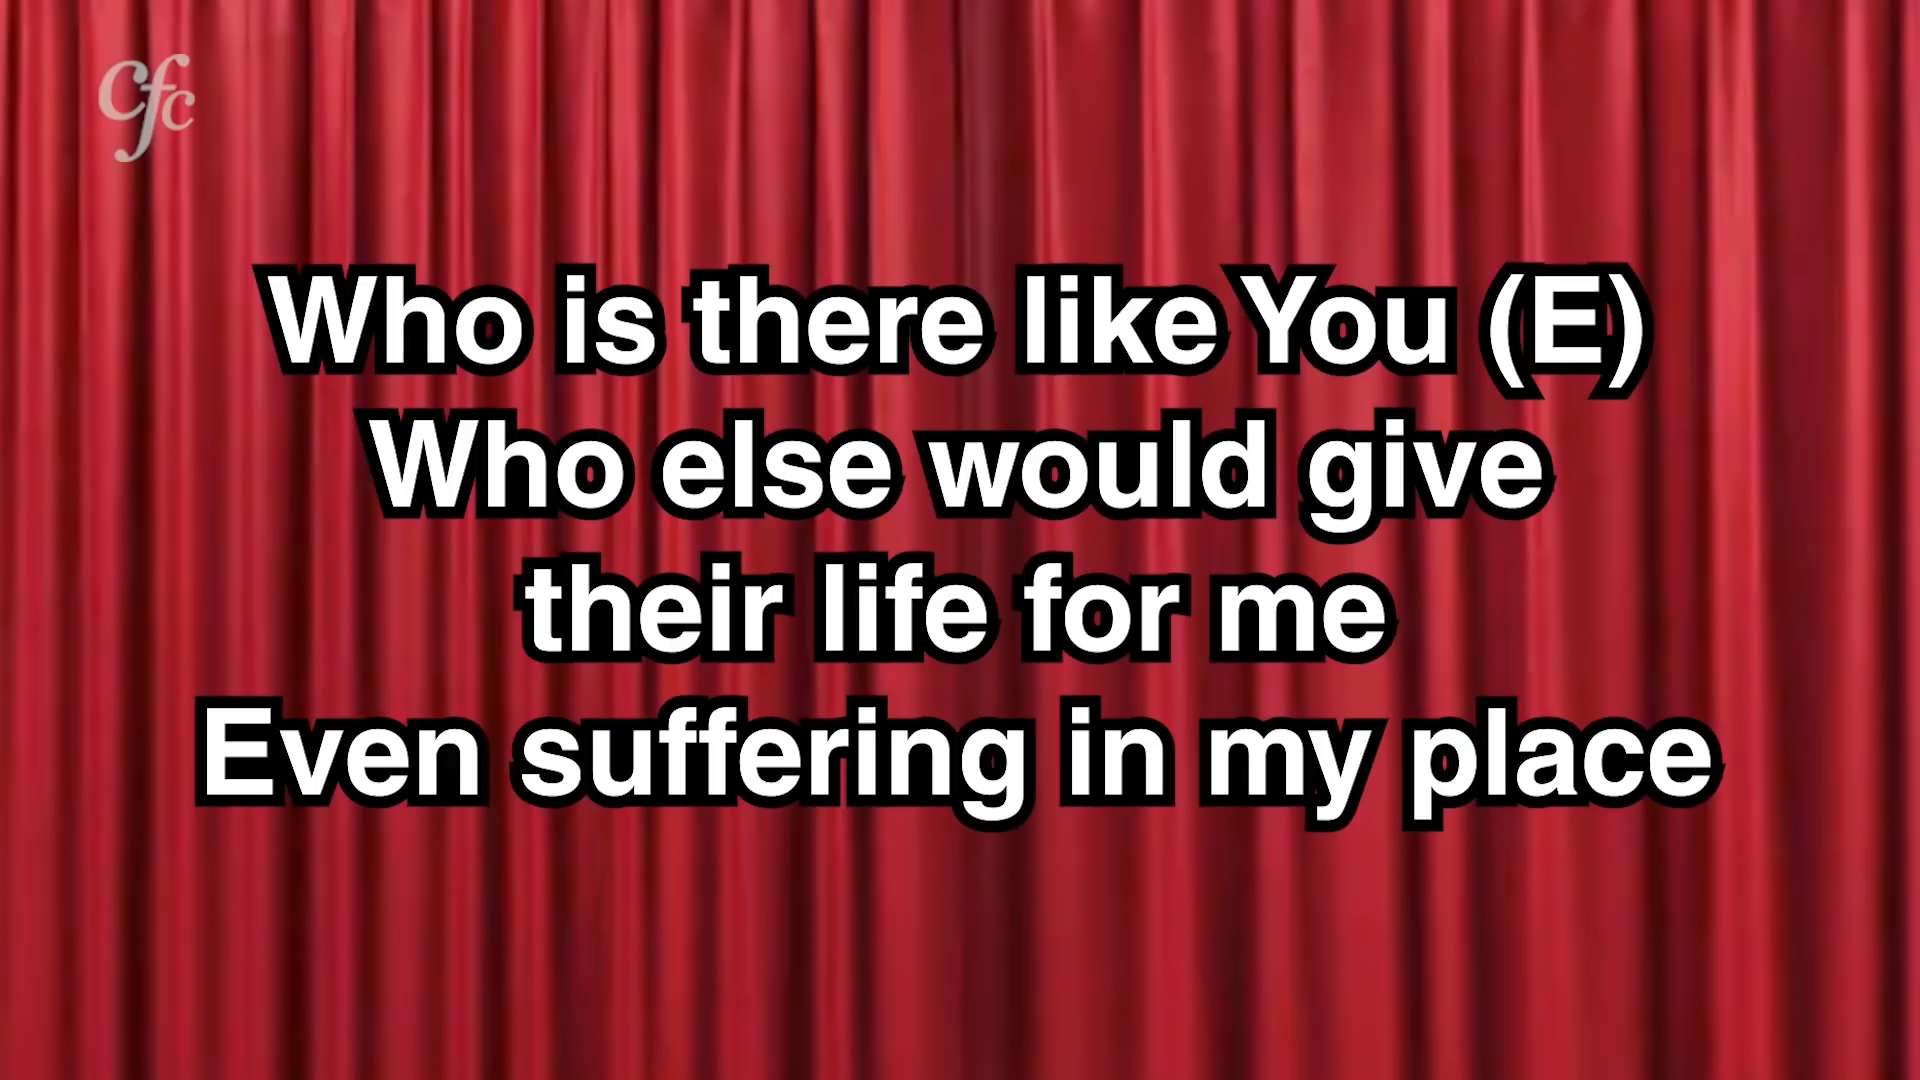 cfc
Who is there like You (E)
Who else would give
their life for me
Even suffering in my place